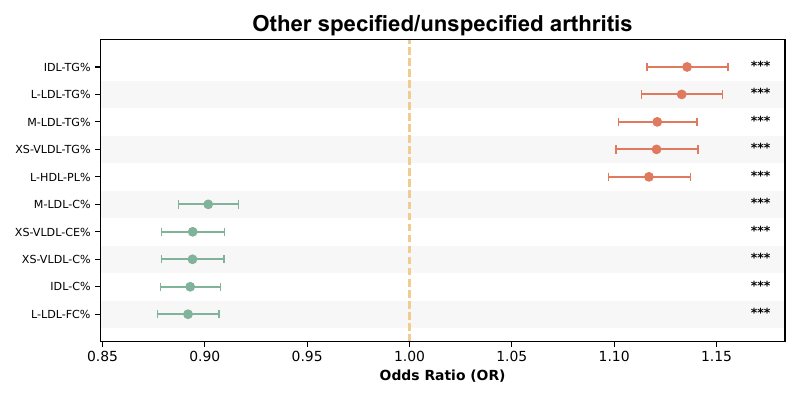 Other specified/unspecified arthritis
IDL-TG% ***
L-LDL-TG% ***
M-LDL-TG% ***
XS-VLDL-TG% ***
L-HDL-PL% ***
M-LDL-C% ***
XS-VLDL-CE% ***
XS-VLDL-C% ***
IDL-C% ***
L-LDL-FC% ***
0.85 0.90 0.95 1.00 1.05 1.10 1.15
Odds Ratio (OR)